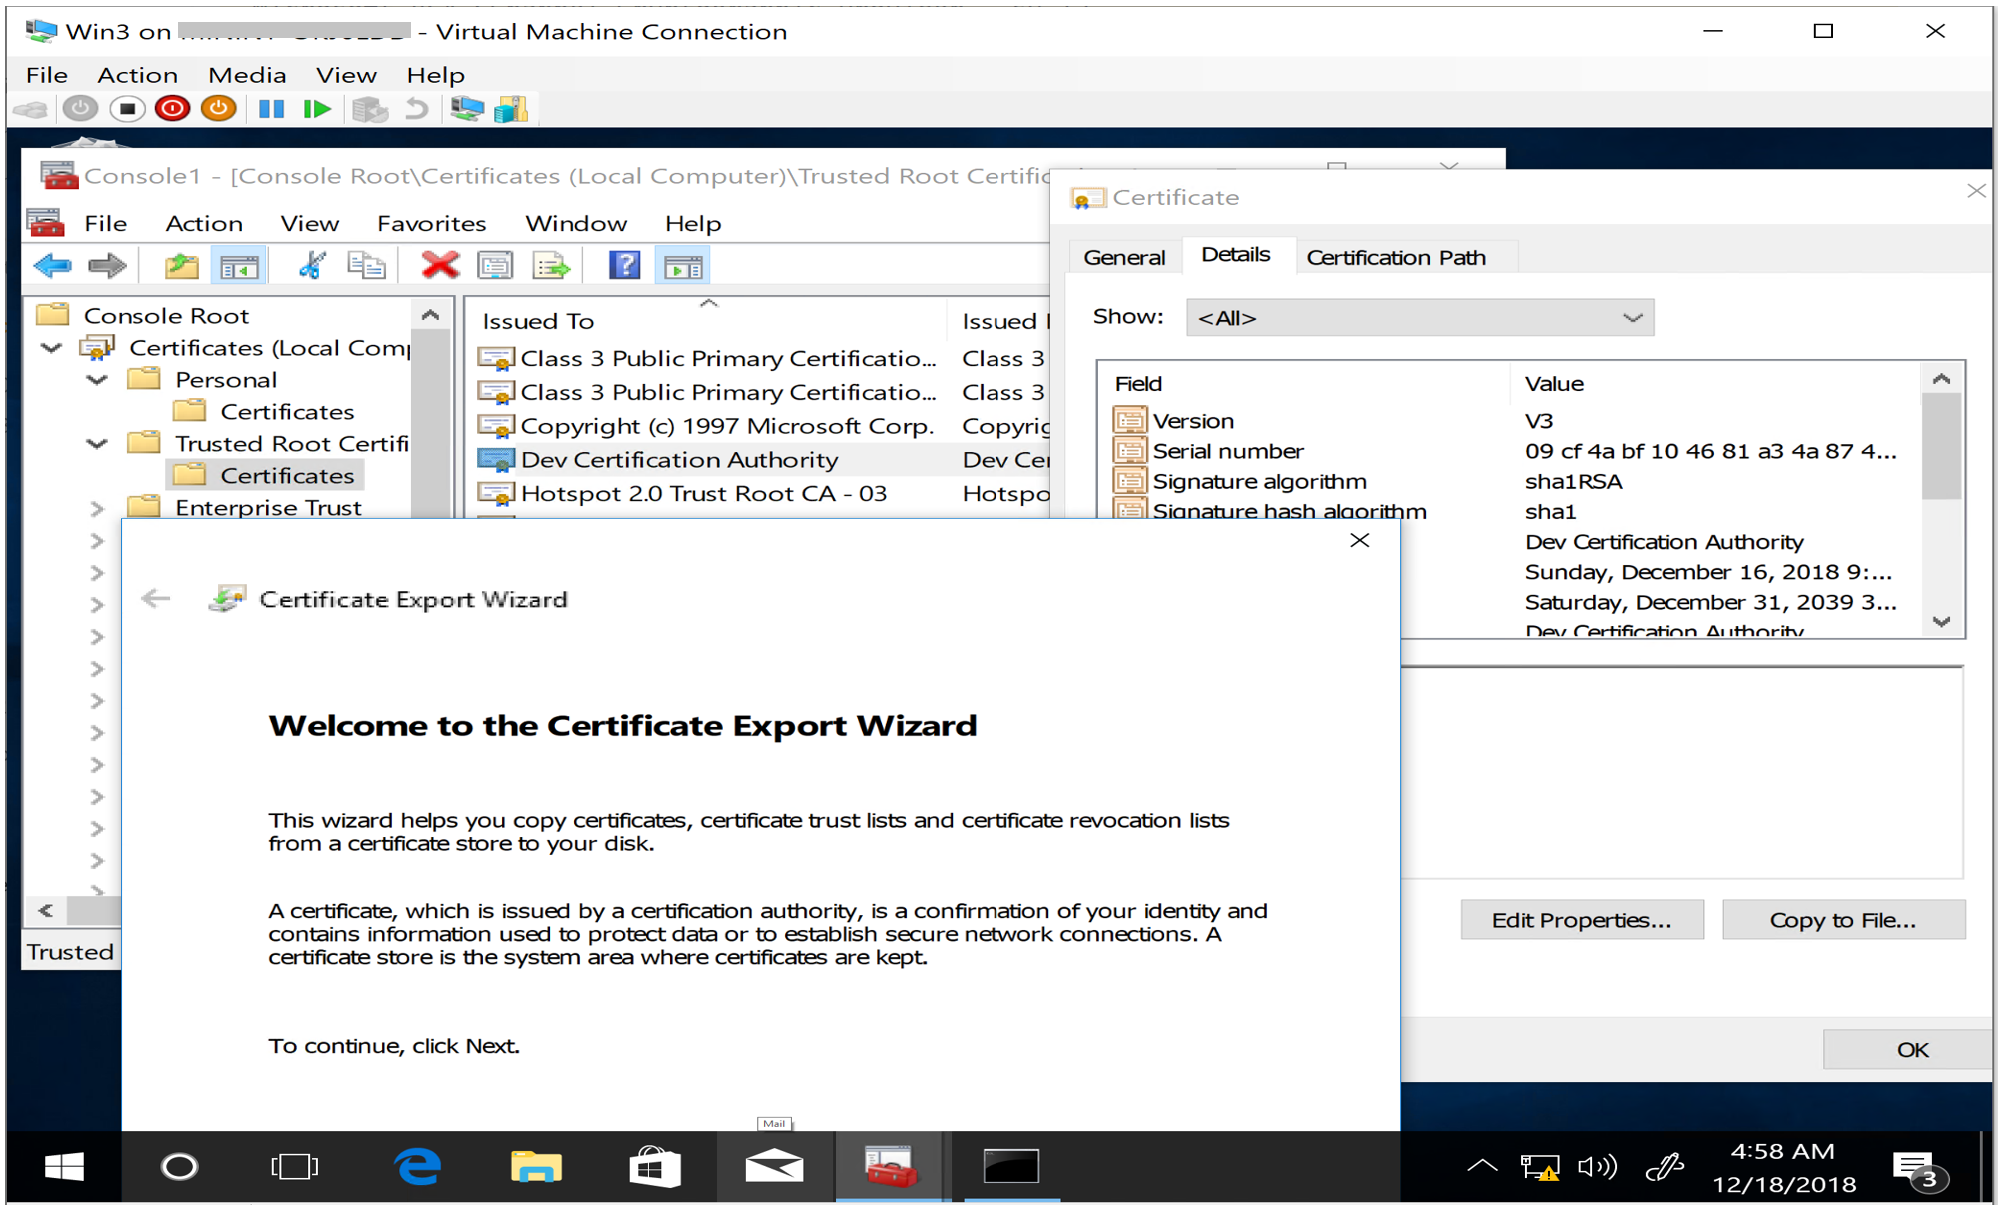 Win3 on - Virtual Machine Connection
File Action Media View Help
Console1 - [Console Root\Certificates (Local Computer)\Trusted Root Certific
File Action View Favorites Window Help
Console Root
Certificates (Local Comp
Personal
Certificates
Trusted Root Certifi
Certificates
Enterprise Trust
Trusted
Issued To Issued
Class 3 Public Primary Certificatio... Class 3
Class 3 Public Primary Certificatio... Class 3
Copyright (c) 1997 Microsoft Corp. Copyrig
Dev Certification Authority Dev Cer
Hotspot 2.0 Trust Root CA - 03 Hotspo
Certificate
General Details Certification Path
Show: <All>
Field Value
Version V3
Serial number 09 cf 4a bf 10 46 81 a3 4a 87 4...
Signature algorithm sha1RSA
Signature hash algorithm sha1
Dev Certification Authority
Sunday, December 16, 2018 9:...
Saturday, December 31, 2039 3...
Dev Certification Authority
Edit Properties... Copy to File...
OK
Certificate Export Wizard
Welcome to the Certificate Export Wizard
This wizard helps you copy certificates, certificate trust lists and certificate revocation lists
from a certificate store to your disk.
A certificate, which is issued by a certification authority, is a confirmation of your identity and
contains information used to protect data or to establish secure network connections. A
certificate store is the system area where certificates are kept.
To continue, click Next.
Mail
4:58 AM
12/18/2018
3